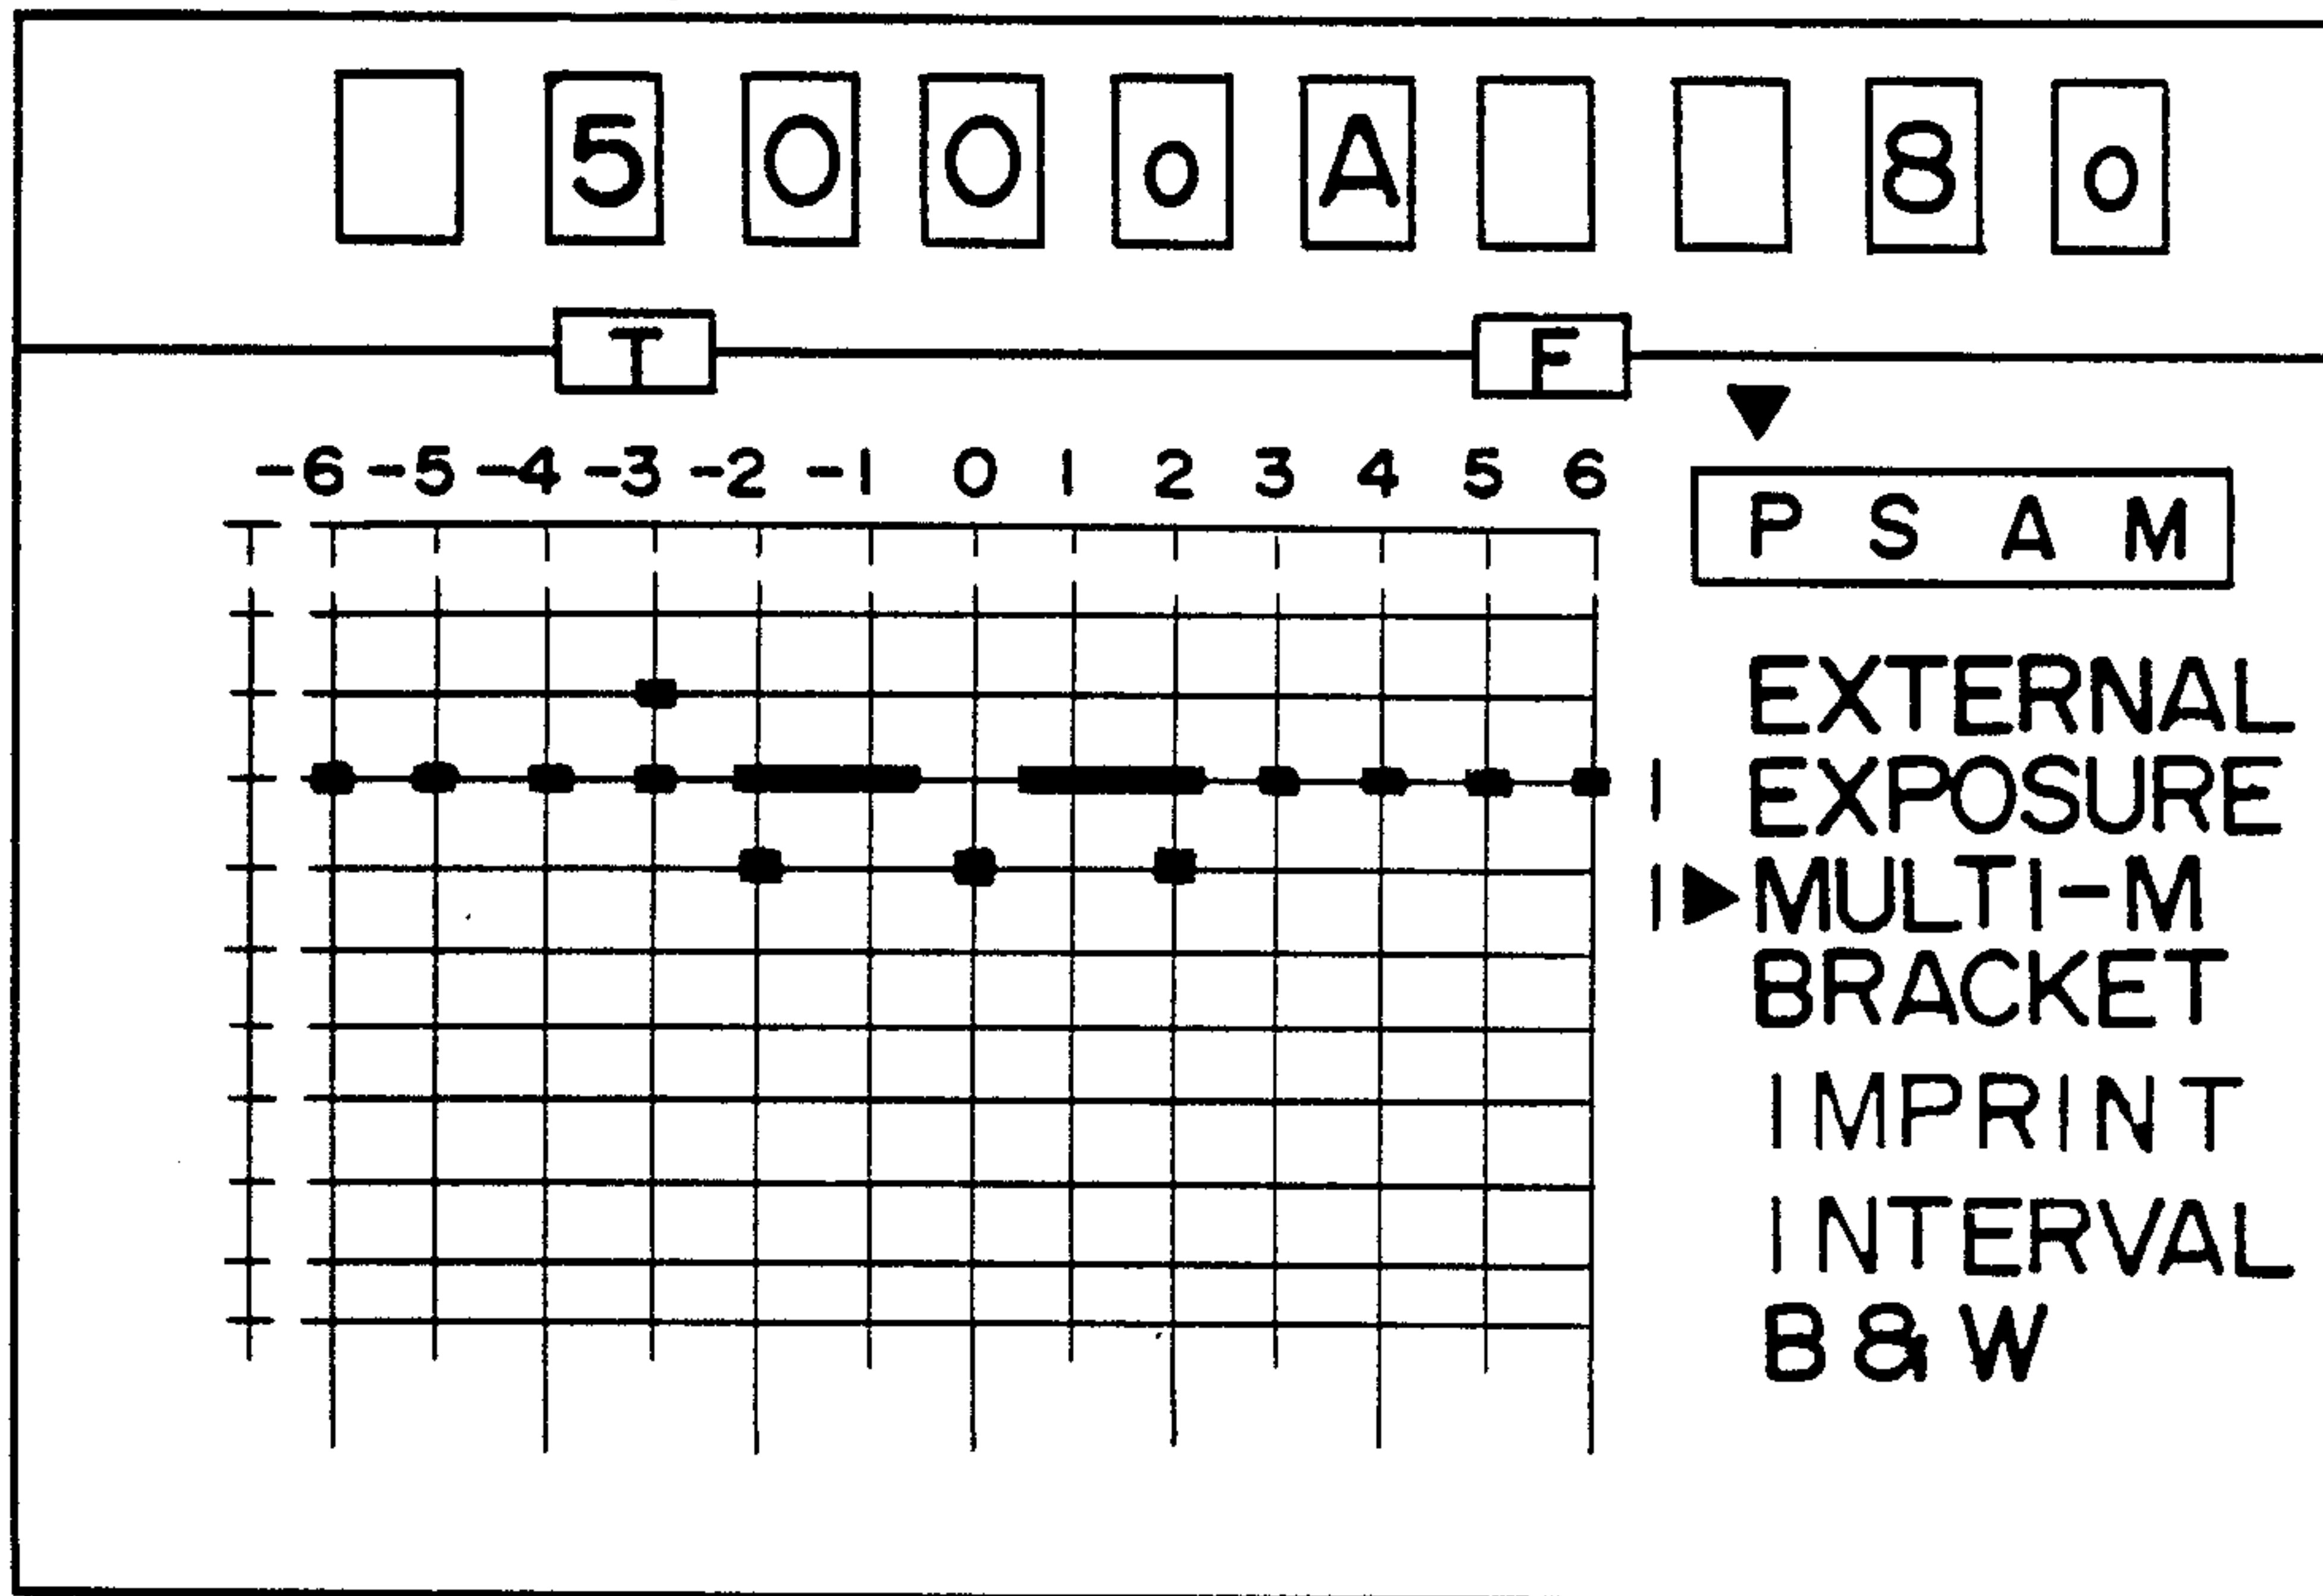 5 0 0 o A 8 o
T F
-6 -5 -4 -3 -2 -1 0 1 2 3 4 5 6
P S A M
EXTERNAL
EXPOSURE
MULTI-M
BRACKET
IMPRINT
INTERVAL
B&W